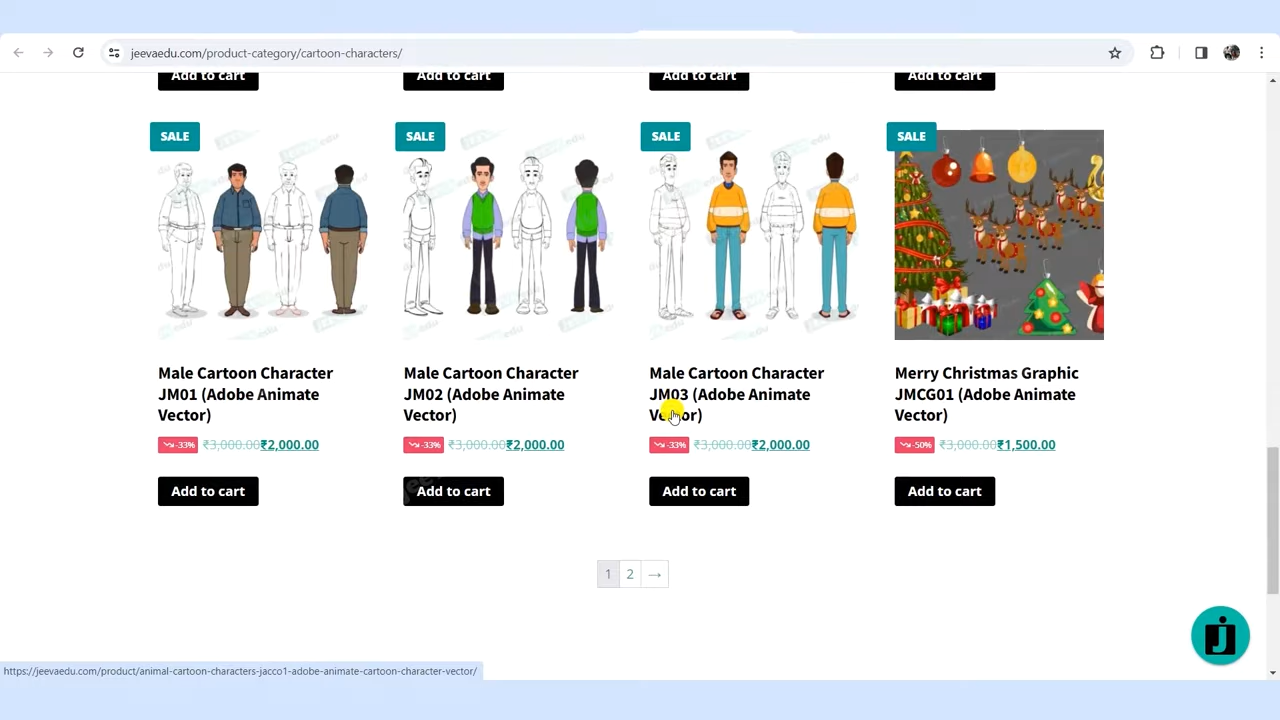 jeevaedu.com/product-category/cartoon-characters/
Add to cart
Add to cart
Add to cart
Add to cart
SALE
SALE
SALE
SALE
Male Cartoon Character
JM01 (Adobe Animate
Vector)
-33% ₹3,000.00₹2,000.00
Add to cart
Male Cartoon Character
JM02 (Adobe Animate
Vector)
-33% ₹3,000.00₹2,000.00
Add to cart
Male Cartoon Character
JM03 (Adobe Animate
Vector)
-33% ₹3,000.00₹2,000.00
Add to cart
Merry Christmas Graphic
JMCG01 (Adobe Animate
Vector)
-50% ₹3,000.00₹1,500.00
Add to cart
1 2 →
https://jeevaedu.com/product/animal-cartoon-characters-jacco1-adobe-animate-cartoon-character-vector/